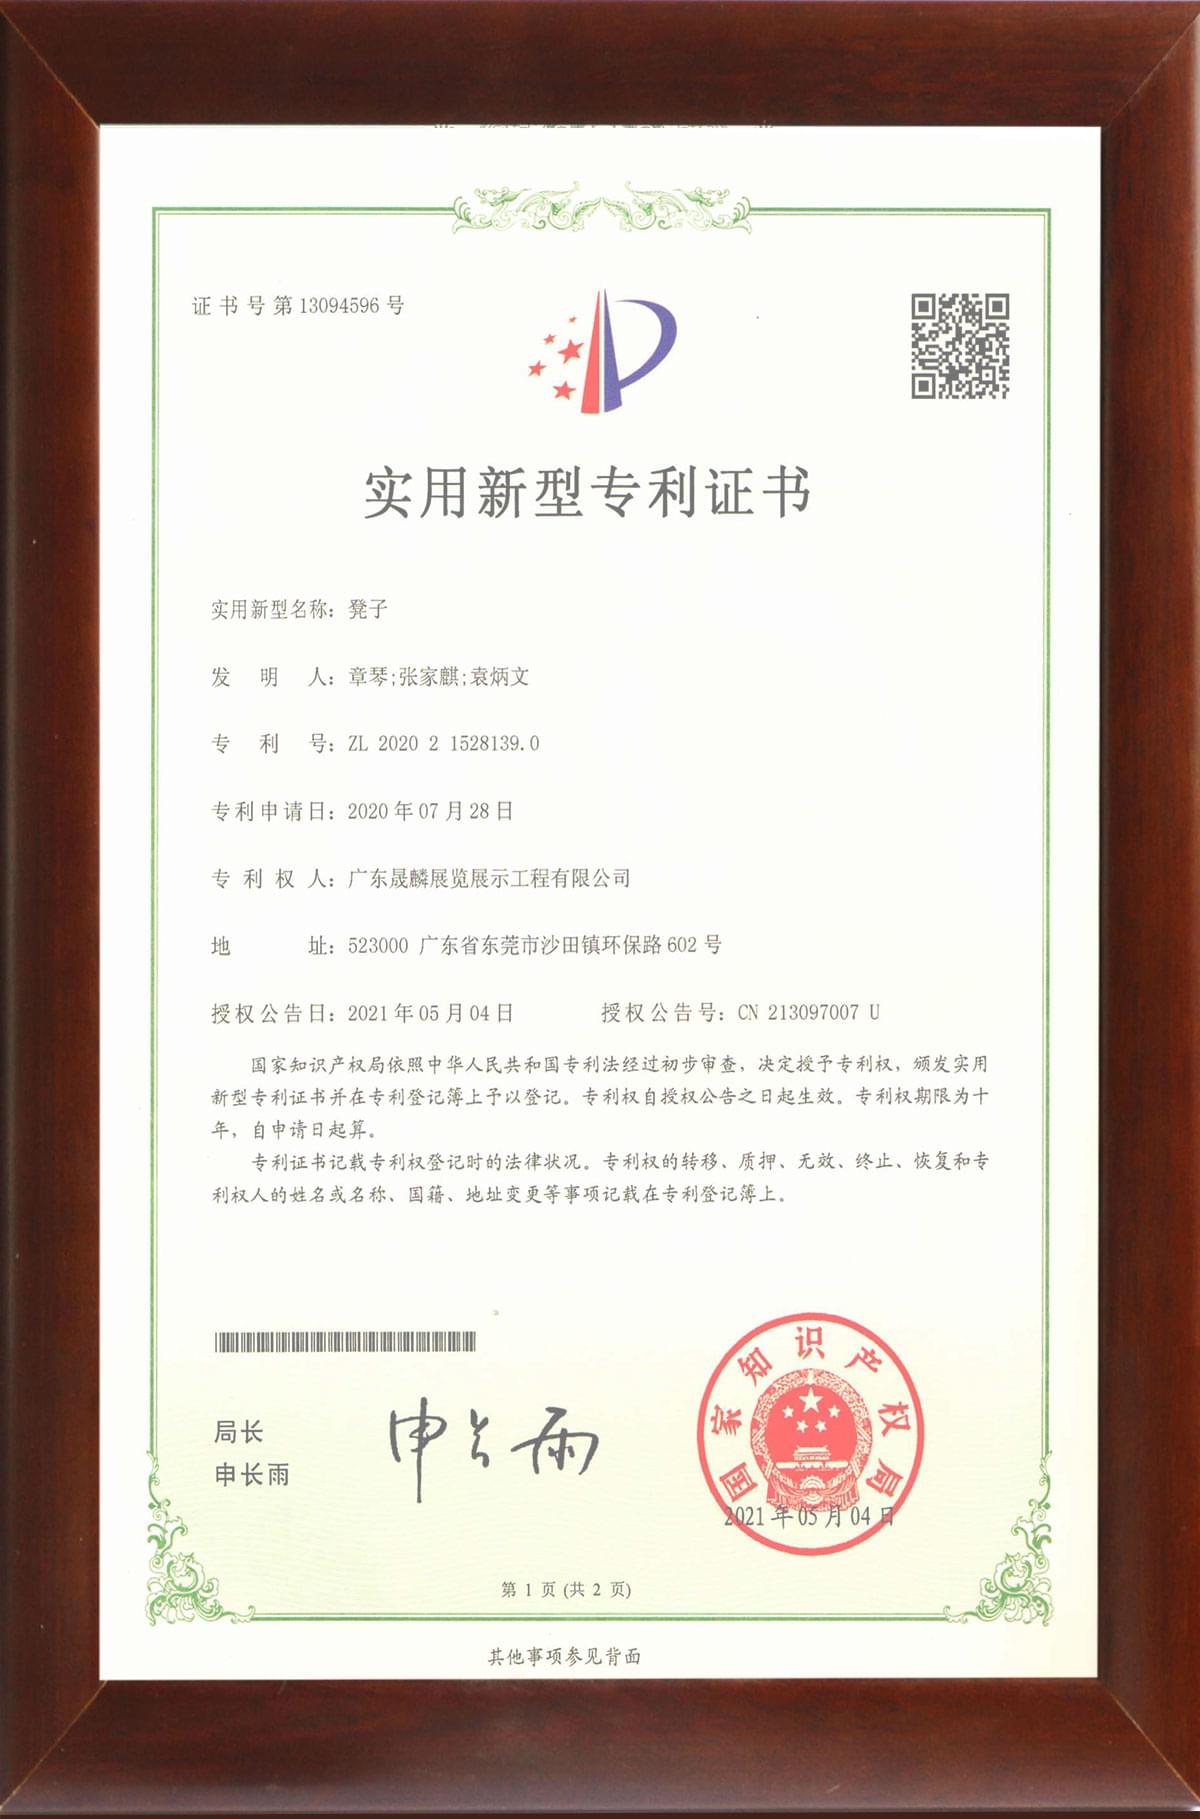 证书号第13094596号
实用新型专利证书
实用新型名称：凳子
发明人：章琴;张家麒;袁炳文
专利号：ZL 2020 2 1528139.0
专利申请日：2020年07月28日
专利权人：广东晟麟展览展示工程有限公司
地址：523000 广东省东莞市沙田镇环保路602号
授权公告日：2021年05月04日 授权公告号：CN 213097007 U
国家知识产权局依照中华人民共和国专利法经过初步审查，决定授予专利权，颁发实用
新型专利证书并在专利登记簿上予以登记。专利权自授权公告之日起生效。专利权期限为十
年，自申请日起算。
专利证书记载专利权登记时的法律状况。专利权的转移、质押、无效、终止、恢复和专
利权人的姓名或名称、国籍、地址变更等事项记载在专利登记簿上。
局长
申长雨
申长雨
国家知识产权局
2021年05月04日
第 1 页 (共 2 页)
其他事项参见背面